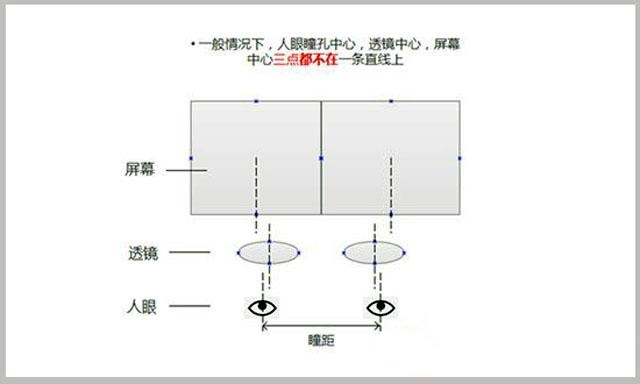 • 一般情况下，人眼瞳孔中心，透镜中心，屏幕
中心三点都不在一条直线上
屏幕
透镜
人眼
瞳距